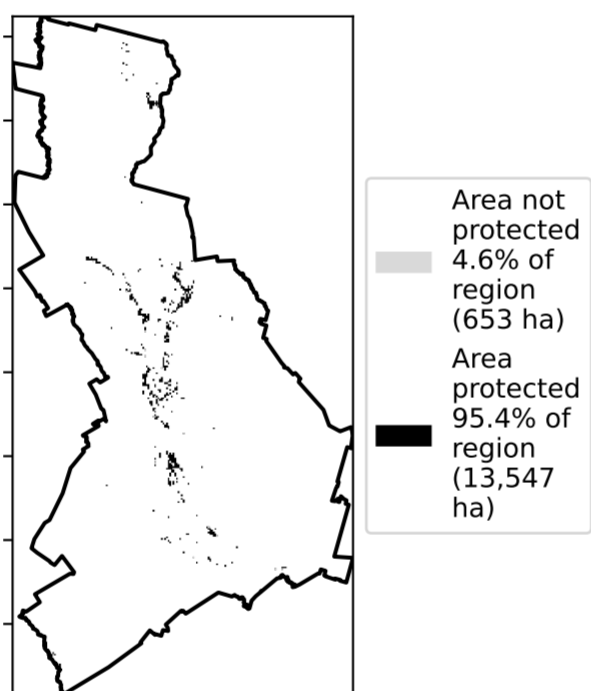 Area not
protected
4.6% of
region
(653 ha)
Area
protected
95.4% of
region
(13,547
ha)